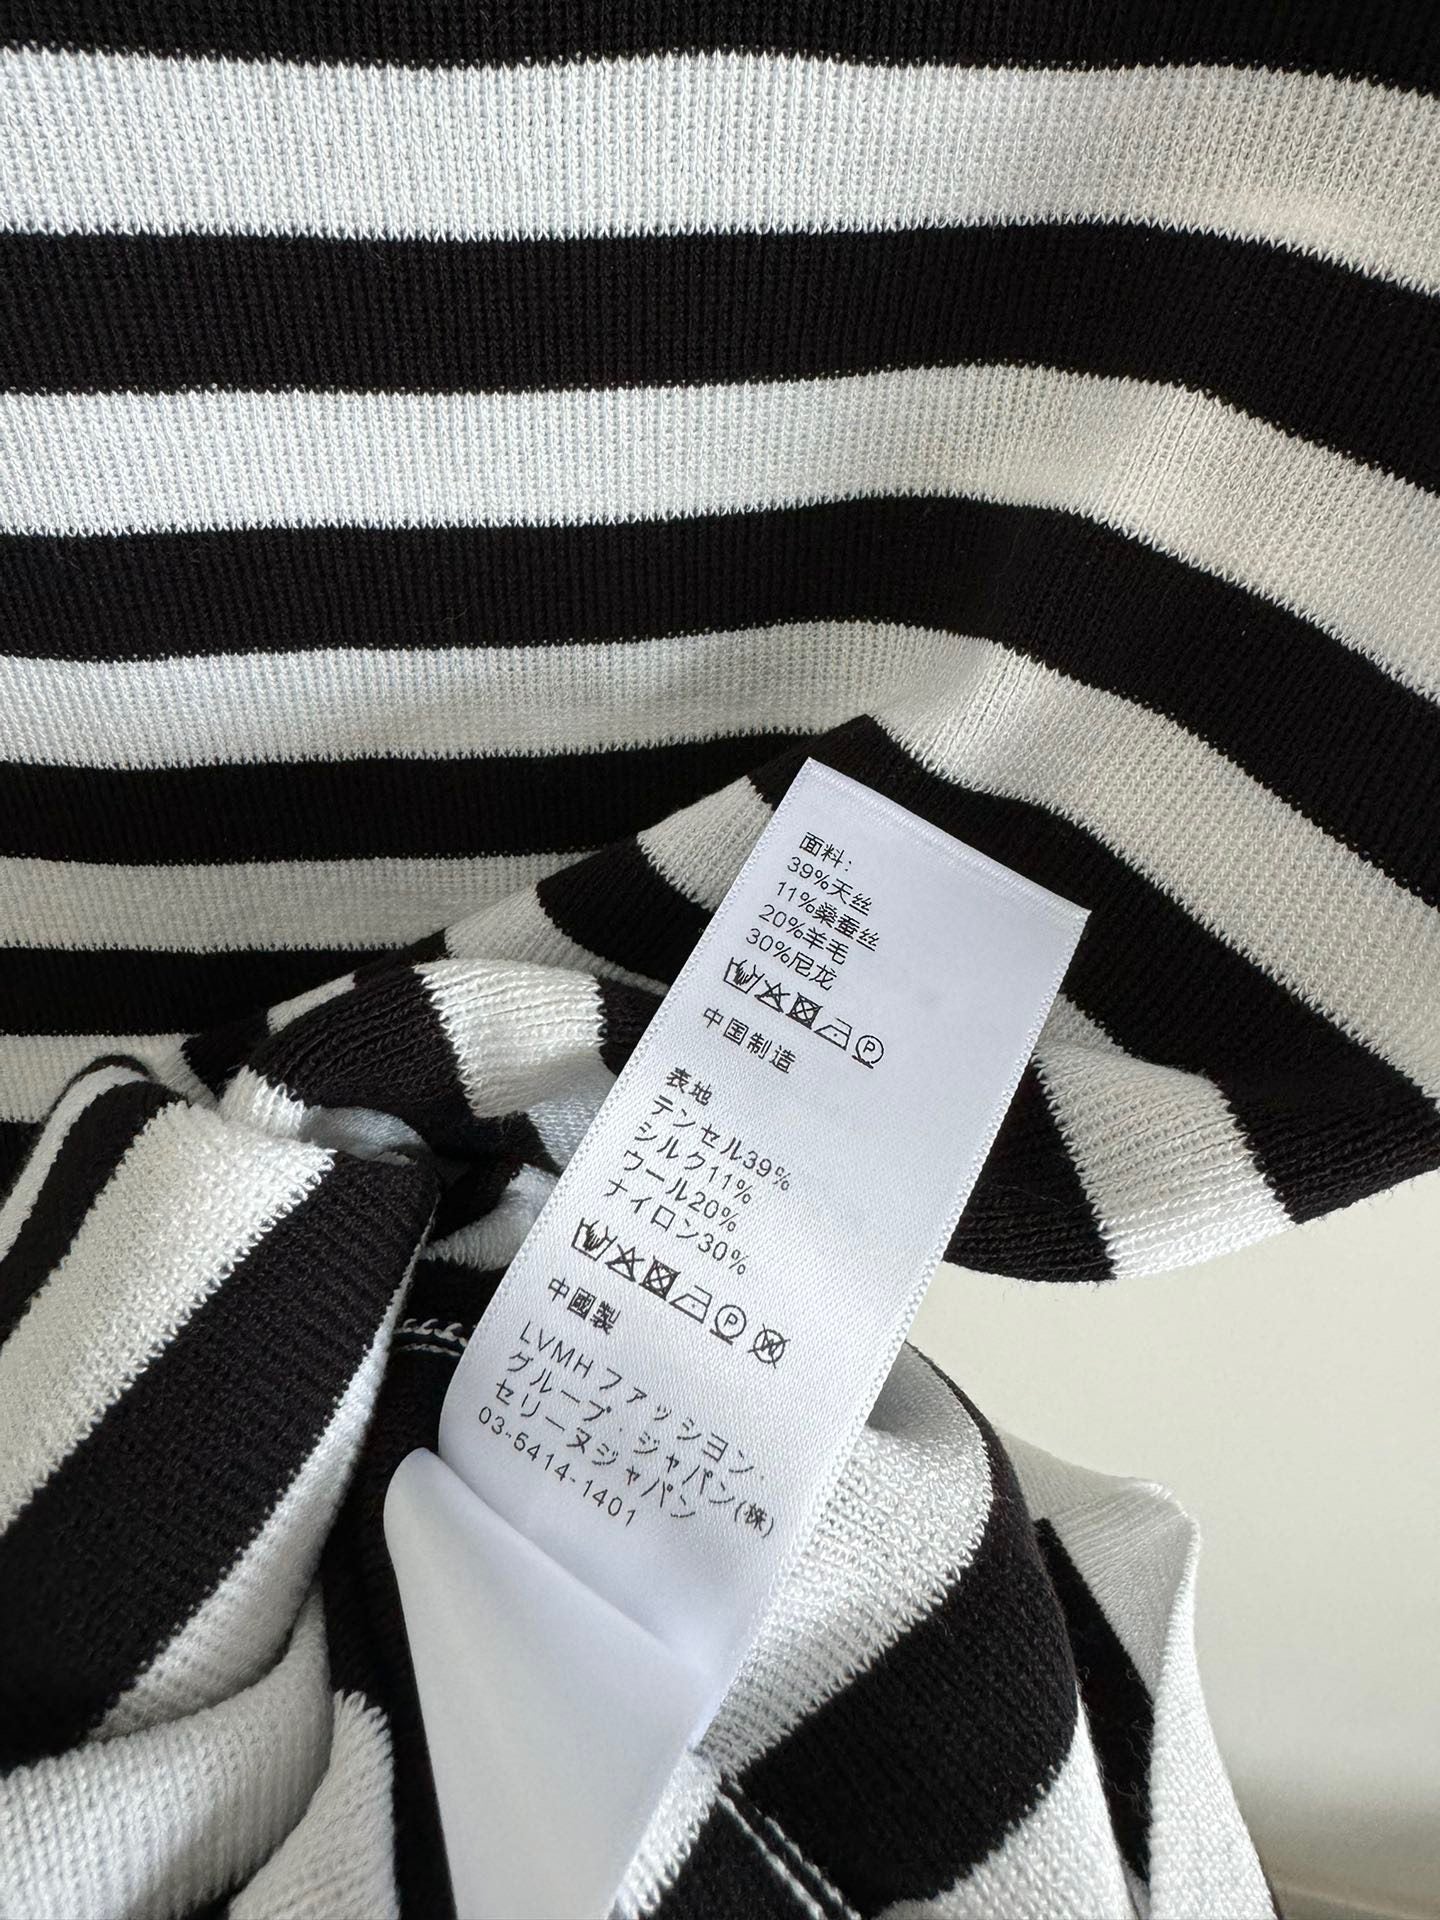 面料:
39%天丝
11%桑蚕丝
20%羊毛
30%尼龙
P
中国制造
表地
テンセル39%
シルク11%
ウール20%
ナイロン30%
P W
中國製
LVMH ファッション.
グループ・ジャパン(株)
セリーヌジャパン
03-6414-1401